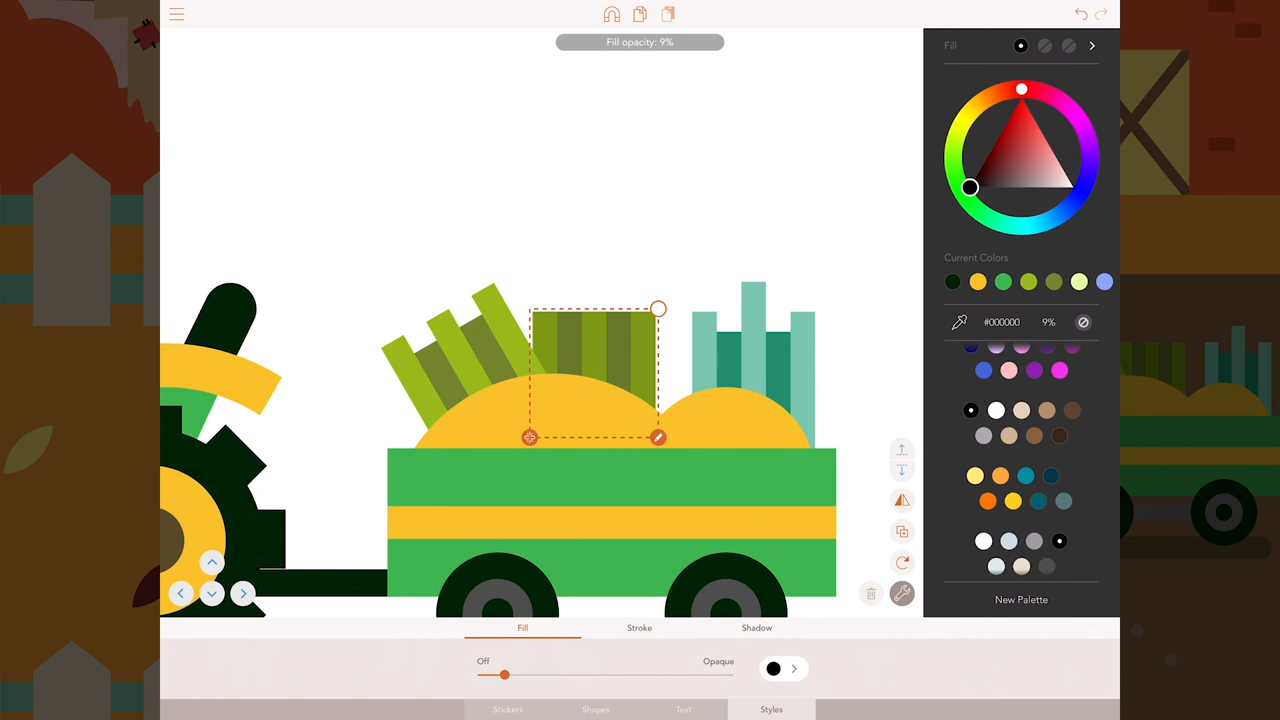 Fill opacity: 9%
Fill
Current Colors
#000000 9%
New Palette
Fill Stroke Shadow
Off Opaque
Stickers Shapes Text Styles